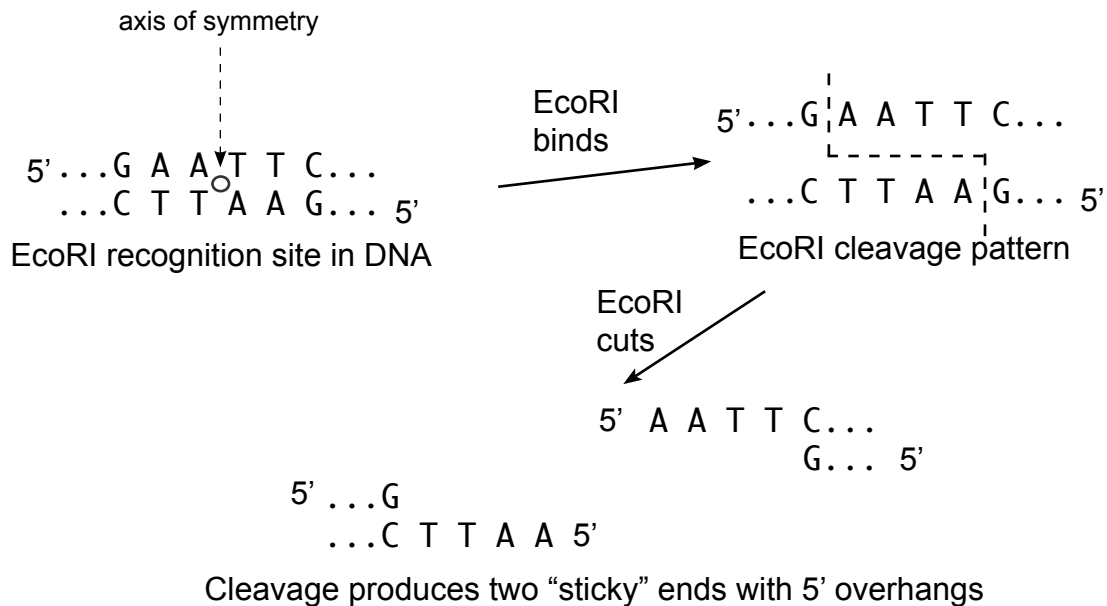 axis of symmetry
5’ ...G A A T T C...
...C T T A A G... 5’
EcoRI recognition site in DNA
EcoRI
binds
5’ ...G A A T T C...
...C T T A A G... 5’
EcoRI cleavage pattern
EcoRI
cuts
5’ A A T T C...
G... 5’
5’ ...G
...C T T A A 5’
Cleavage produces two “sticky” ends with 5’ overhangs